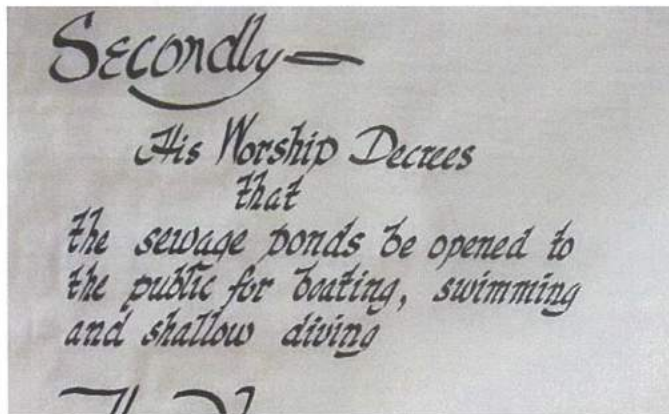 Secondly —
His Worship Decrees
that
the sewage ponds be opened to
the public for boating, swimming
and shallow diving